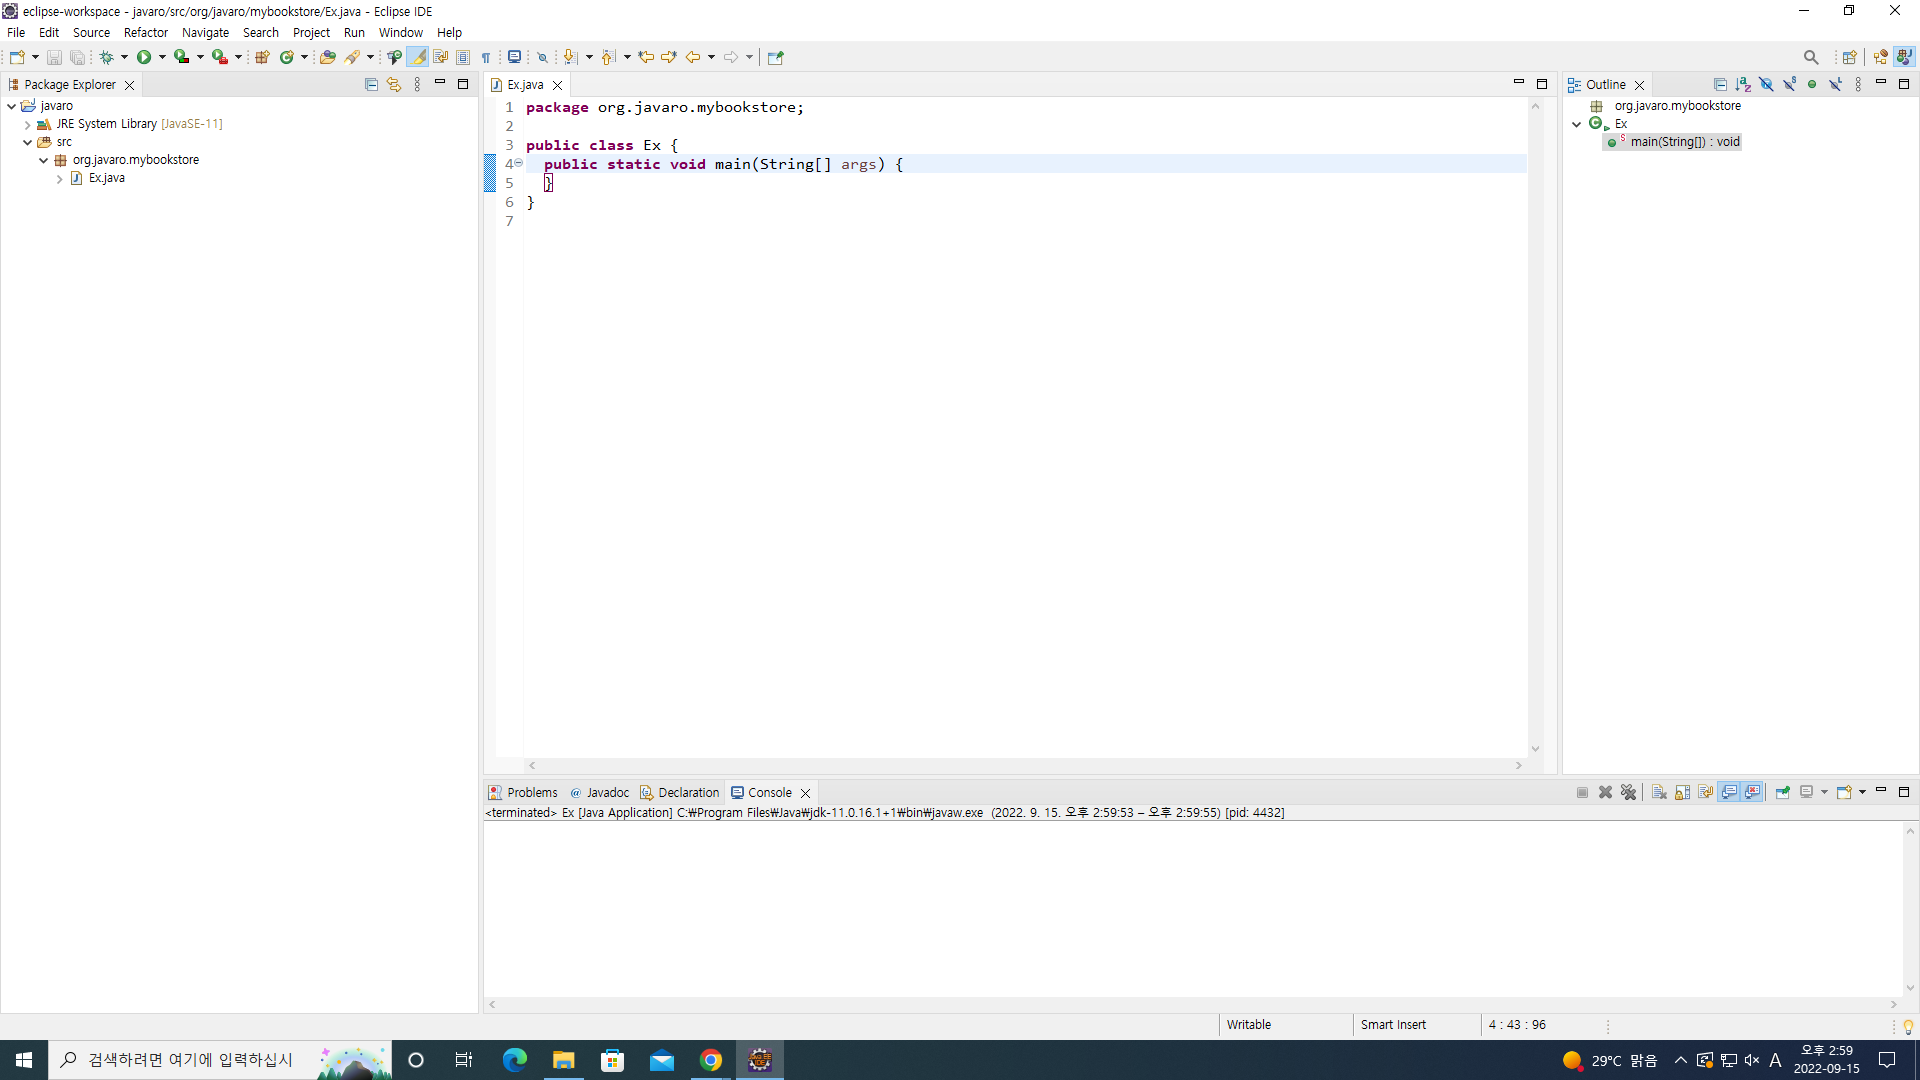 eclipse-workspace - javaro/src/org/javaro/mybookstore/Ex.java - Eclipse IDE
File Edit Source Refactor Navigate Search Project Run Window Help
Package Explorer
Ex.java
Outline
javaro
JRE System Library [JavaSE-11]
src
org.javaro.mybookstore
Ex.java
1 package org.javaro.mybookstore;
2
3 public class Ex {
4 public static void main(String[] args) {
5 }
6 }
7
org.javaro.mybookstore
Ex
main(String[]) : void
Problems @ Javadoc Declaration Console
<terminated> Ex [Java Application] C:₩Program Files₩Java₩jdk-11.0.16.1+1₩bin₩javaw.exe (2022. 9. 15. 오후 2:59:53 – 오후 2:59:55) [pid: 4432]
Writable Smart Insert 4 : 43 : 96
검색하려면 여기에 입력하십시
29°C 맑음
A
오후 2:59
2022-09-15